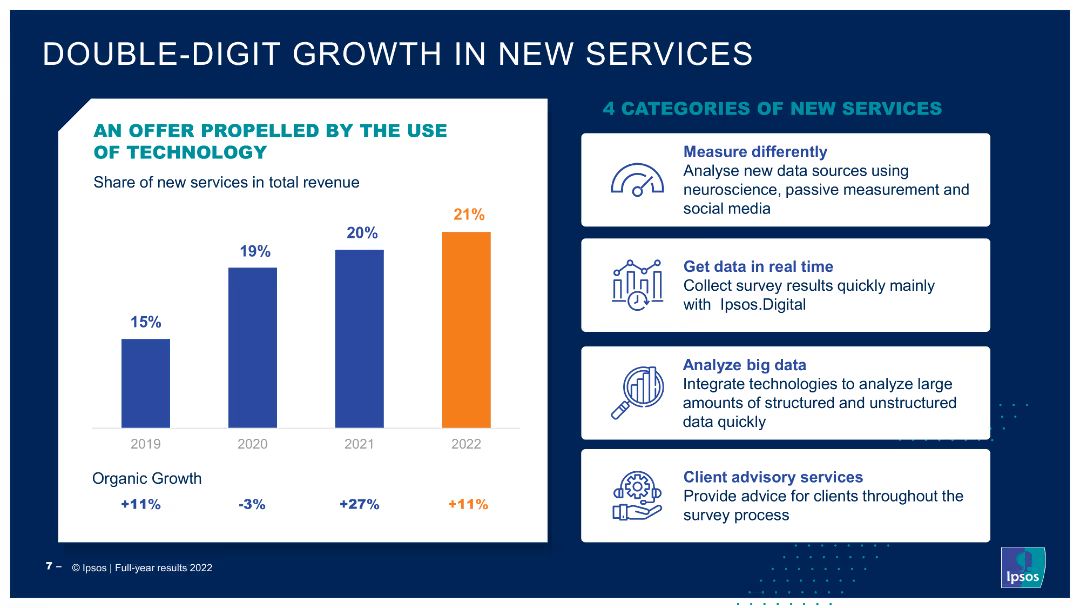 DOUBLE-DIGIT GROWTH IN NEW SERVICES
AN OFFER PROPELLED BY THE USE
OF TECHNOLOGY
Share of new services in total revenue
15%
19%
20%
21%
2019
2020
2021
2022
Organic Growth
+11%
-3%
+27%
+11%
4 CATEGORIES OF NEW SERVICES
Measure differently
Analyse new data sources using
neuroscience, passive measurement and
social media
Get data in real time
Collect survey results quickly mainly
with Ipsos.Digital
Analyze big data
Integrate technologies to analyze large
amounts of structured and unstructured
data quickly
Client advisory services
Provide advice for clients throughout the
survey process
7 – © Ipsos | Full-year results 2022
Ipsos